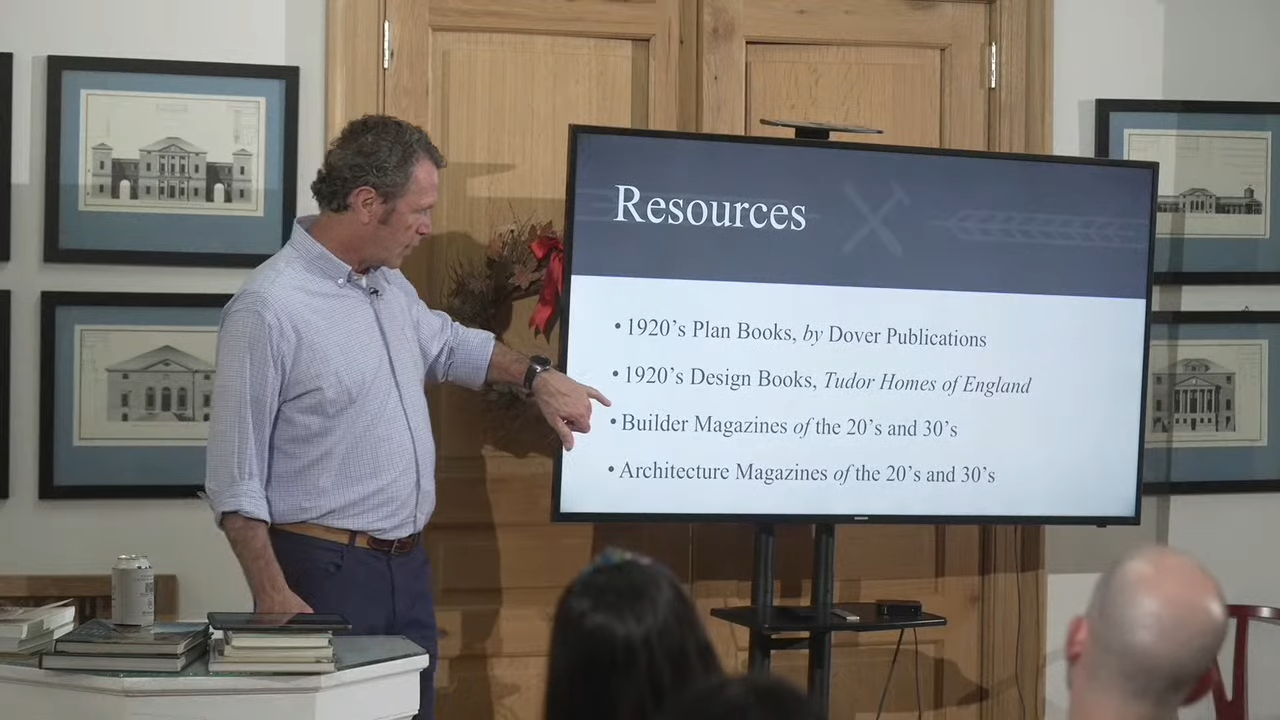 Resources
• 1920's Plan Books, by Dover Publications
• 1920's Design Books, Tudor Homes of England
• Builder Magazines of the 20's and 30's
• Architecture Magazines of the 20's and 30's